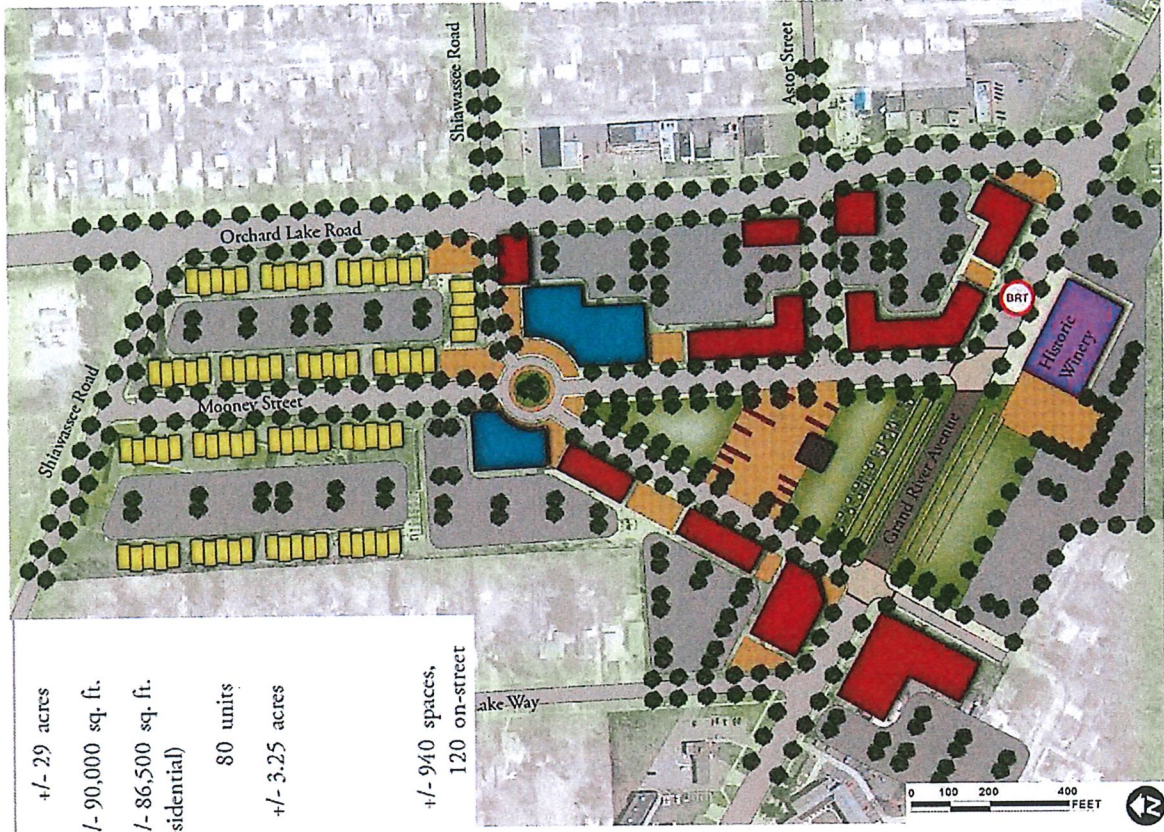 +/- 29 acres
/- 90,000 sq. ft.
/- 86,500 sq. ft.
sidential)
80 units
+/- 3.25 acres
+/- 940 spaces,
120 on-street
Shiawassee Road
Astor Street
Orchard Lake Road
Shiawassee Road
Mooney Street
BRT
Historic
Winery
Grand River Avenue
ake Way
0 100 200 400
FEET
N